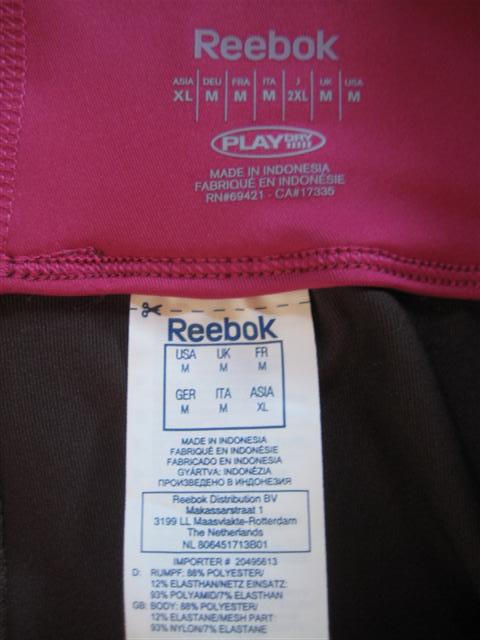 Reebok
ASIA DEU FRA ITA J UK USA
XL M M M 2XL M M
PLAYDRY
MADE IN INDONESIA
FABRIQUÉ EN INDONÉSIE
RN#69421 - CA#17335
Reebok
USA UK FR
M M M
GER ITA ASIA
M M XL
MADE IN INDONESIA
FABRIQUÉ EN INDONÉSIE
FABRICADO EN INDONESIA
GYÁRTVA: INDONÉZIA
ПРОИЗВЕДЕНО В ИНДОНЕЗИЯ
Reebok Distribution BV
Makassarstraat 1
3199 LL Maasvlakte-Rotterdam
The Netherlands
NL 806451713B01
IMPORTER # 20495613
D: RUMPF: 88% POLYESTER/
12% ELASTHAN/NETZ EINSATZ:
93% POLYAMID/7% ELASTHAN
GB: BODY: 88% POLYESTER/
12% ELASTANE/MESH PART:
93% NYLON/7% ELASTANE